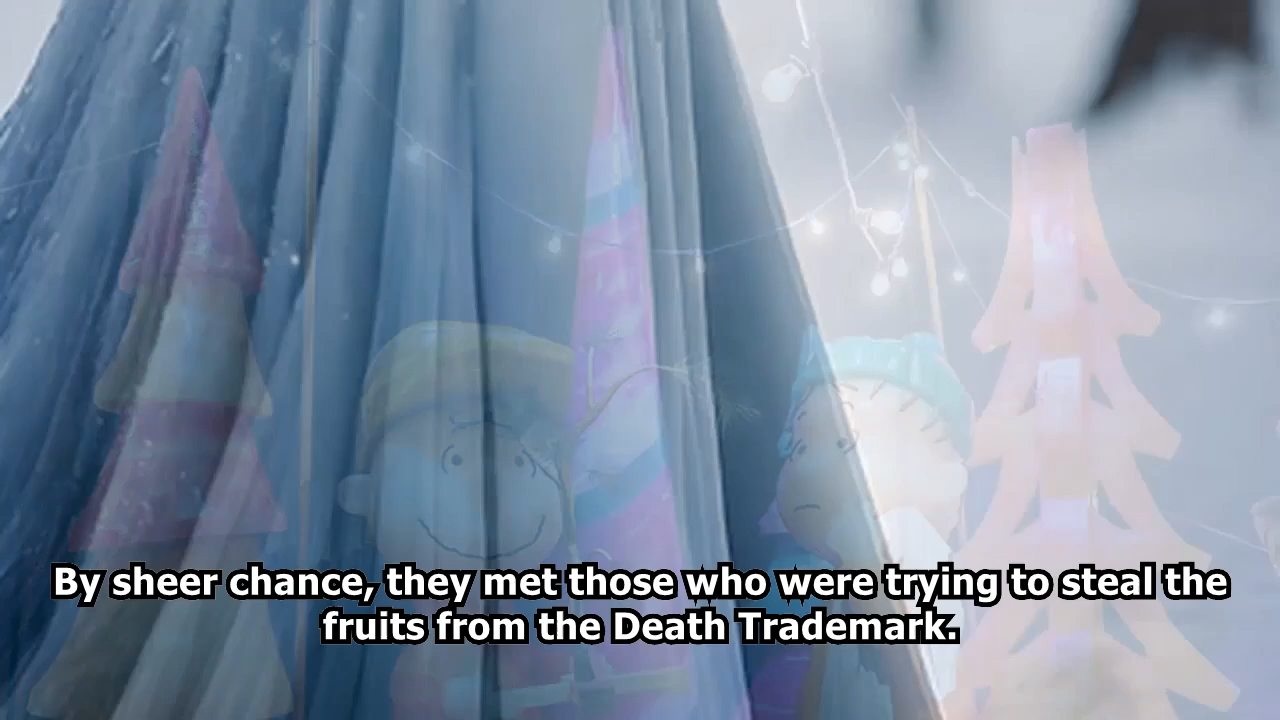 By sheer chance, they met those who were trying to steal the
fruits from the Death Trademark.